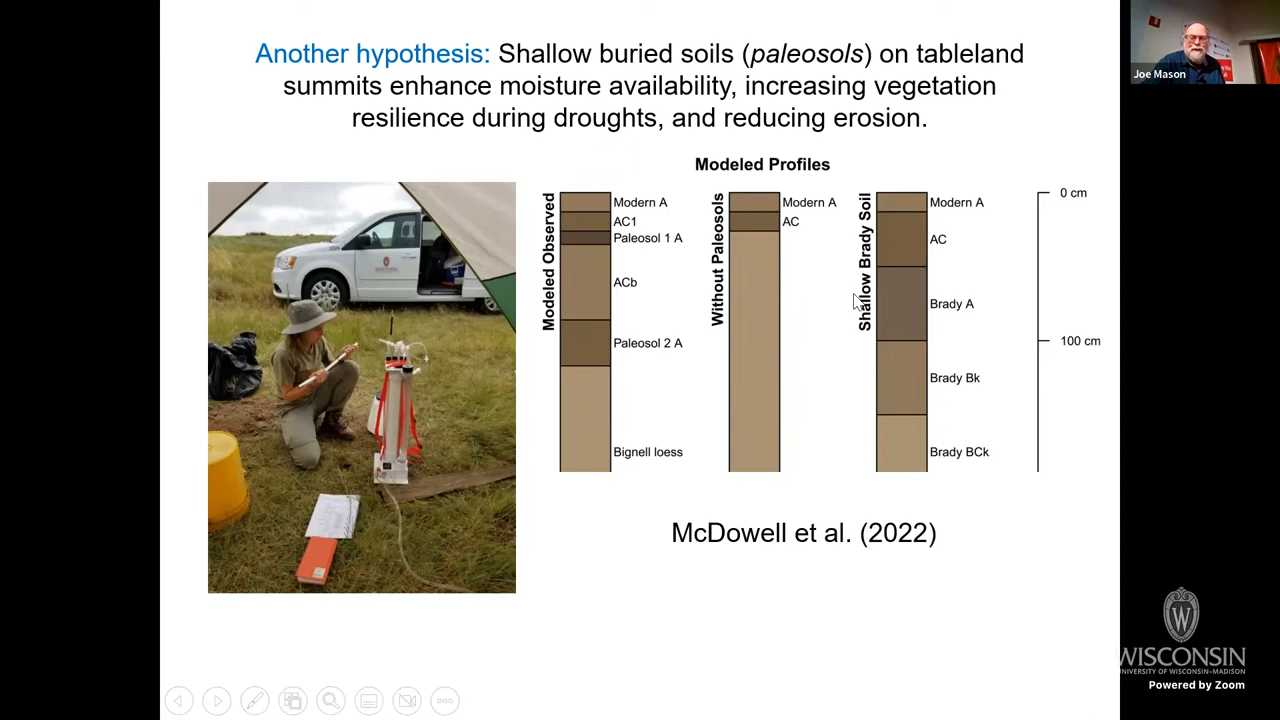 Another hypothesis: Shallow buried soils (paleosols) on tableland
summits enhance moisture availability, increasing vegetation
resilience during droughts, and reducing erosion.
Joe Mason
Modeled Profiles
Modeled Observed
Modern A
AC1
Paleosol 1 A
ACb
Paleosol 2 A
Bignell loess
Without Paleosols
Modern A
AC
Shallow Brady Soil
Modern A
AC
Brady A
Brady Bk
Brady BCk
0 cm
100 cm
McDowell et al. (2022)
W
WISCONSIN
UNIVERSITY OF WISCONSIN–MADISON
Powered by Zoom